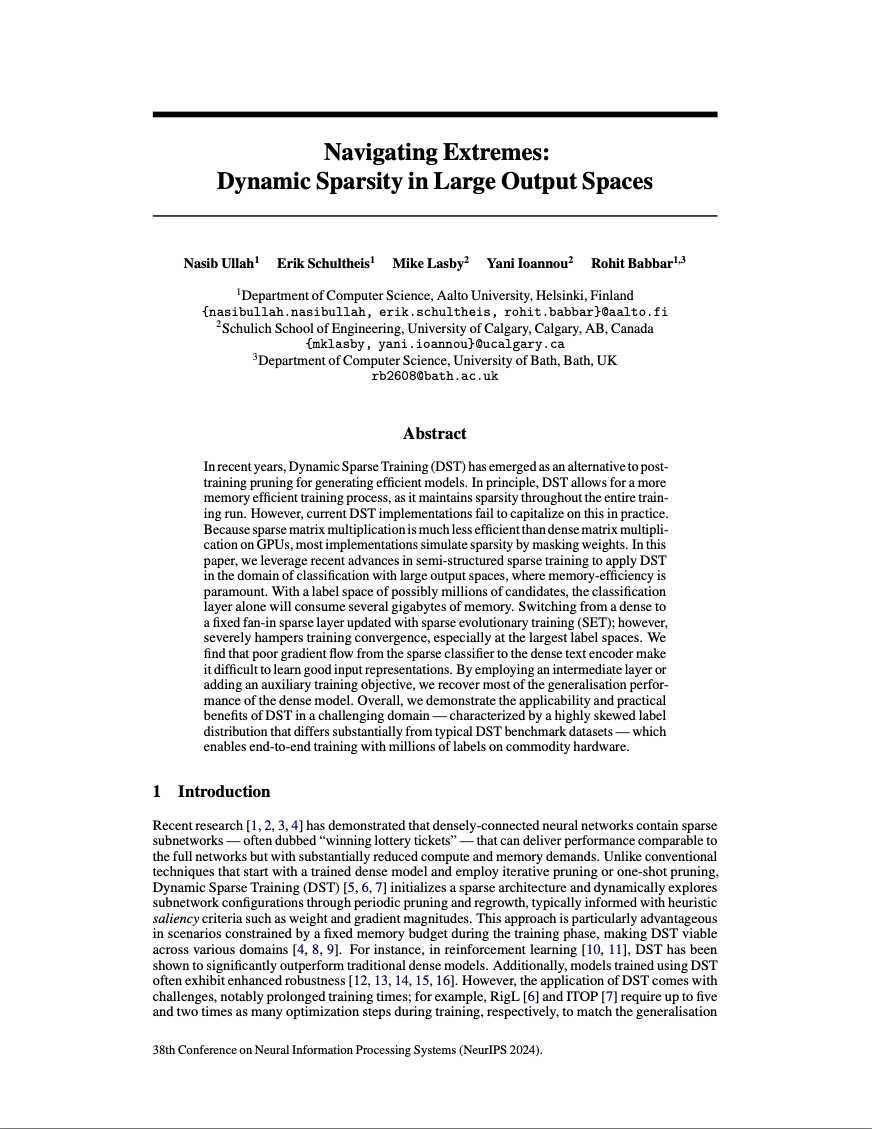 Navigating Extremes:
Dynamic Sparsity in Large Output Spaces
Nasib Ullah¹ Erik Schultheis¹ Mike Lasby² Yani Ioannou² Rohit Babbar¹,³
¹Department of Computer Science, Aalto University, Helsinki, Finland
{nasibullah.nasibullah, erik.schultheis, rohit.babbar}@aalto.fi
²Schulich School of Engineering, University of Calgary, Calgary, AB, Canada
{mklasby, yani.ioannou}@ucalgary.ca
³Department of Computer Science, University of Bath, Bath, UK
rb2608@bath.ac.uk
Abstract
In recent years, Dynamic Sparse Training (DST) has emerged as an alternative to post-
training pruning for generating efficient models. In principle, DST allows for a more
memory efficient training process, as it maintains sparsity throughout the entire train-
ing run. However, current DST implementations fail to capitalize on this in practice.
Because sparse matrix multiplication is much less efficient than dense matrix multipli-
cation on GPUs, most implementations simulate sparsity by masking weights. In this
paper, we leverage recent advances in semi-structured sparse training to apply DST
in the domain of classification with large output spaces, where memory-efficiency is
paramount. With a label space of possibly millions of candidates, the classification
layer alone will consume several gigabytes of memory. Switching from a dense to
a fixed fan-in sparse layer updated with sparse evolutionary training (SET); however,
severely hampers training convergence, especially at the largest label spaces. We
find that poor gradient flow from the sparse classifier to the dense text encoder make
it difficult to learn good input representations. By employing an intermediate layer or
adding an auxiliary training objective, we recover most of the generalisation perfor-
mance of the dense model. Overall, we demonstrate the applicability and practical
benefits of DST in a challenging domain — characterized by a highly skewed label
distribution that differs substantially from typical DST benchmark datasets — which
enables end-to-end training with millions of labels on commodity hardware.
1 Introduction
Recent research [1, 2, 3, 4] has demonstrated that densely-connected neural networks contain sparse
subnetworks — often dubbed “winning lottery tickets” — that can deliver performance comparable to
the full networks but with substantially reduced compute and memory demands. Unlike conventional
techniques that start with a trained dense model and employ iterative pruning or one-shot pruning,
Dynamic Sparse Training (DST) [5, 6, 7] initializes a sparse architecture and dynamically explores
subnetwork configurations through periodic pruning and regrowth, typically informed with heuristic
saliency criteria such as weight and gradient magnitudes. This approach is particularly advantageous
in scenarios constrained by a fixed memory budget during the training phase, making DST viable
across various domains [4, 8, 9]. For instance, in reinforcement learning [10, 11], DST has been
shown to significantly outperform traditional dense models. Additionally, models trained using DST
often exhibit enhanced robustness [12, 13, 14, 15, 16]. However, the application of DST comes with
challenges, notably prolonged training times; for example, RigL [6] and ITOP [7] require up to five
and two times as many optimization steps during training, respectively, to match the generalisation
38th Conference on Neural Information Processing Systems (NeurIPS 2024).